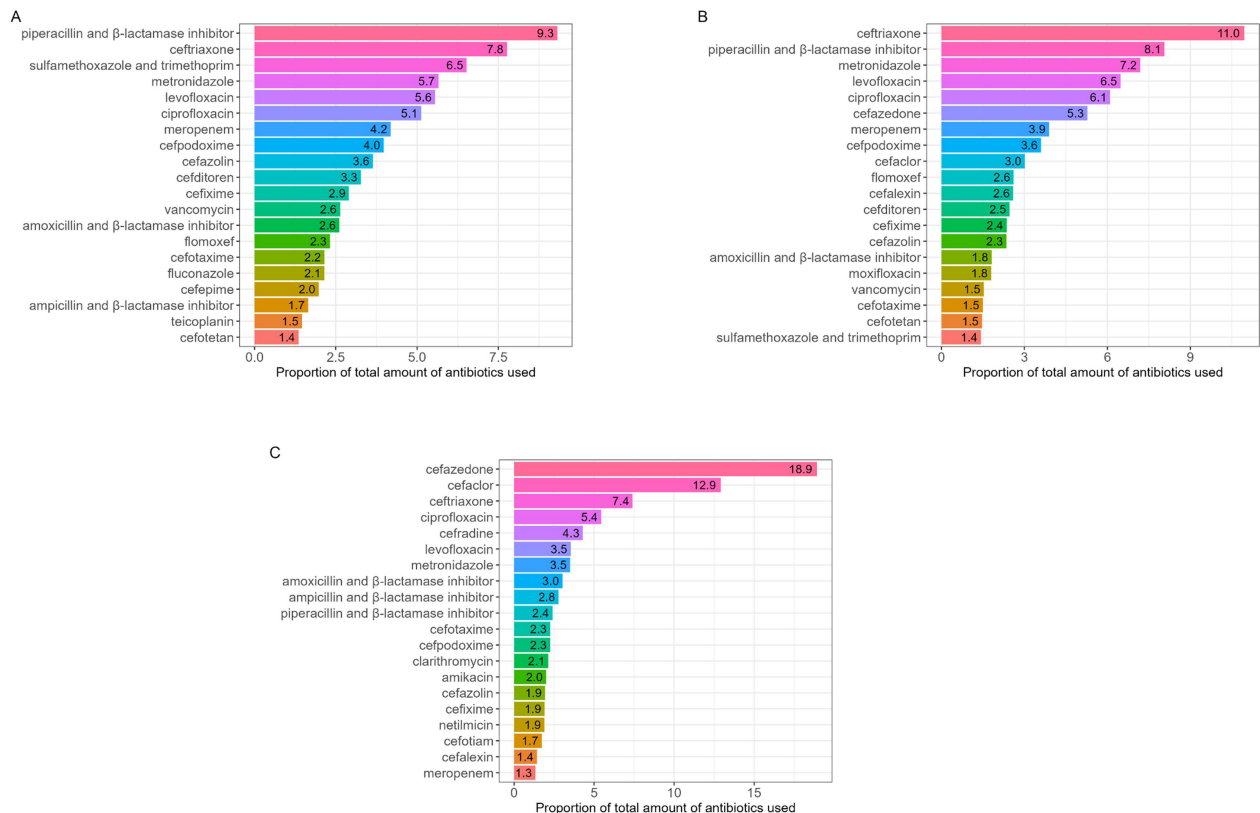 A
piperacillin and β-lactamase inhibitor 9.3
ceftriaxone 7.8
sulfamethoxazole and trimethoprim 6.5
metronidazole 5.7
levofloxacin 5.6
ciprofloxacin 5.1
meropenem 4.2
cefpodoxime 4.0
cefazolin 3.6
cefditoren 3.3
cefixime 2.9
vancomycin 2.6
amoxicillin and β-lactamase inhibitor 2.6
flomoxef 2.3
cefotaxime 2.2
fluconazole 2.1
cefepime 2.0
ampicillin and β-lactamase inhibitor 1.7
teicoplanin 1.5
cefotetan 1.4
0.0 2.5 5.0 7.5
Proportion of total amount of antibiotics used
B
ceftriaxone 11.0
piperacillin and β-lactamase inhibitor 8.1
metronidazole 7.2
levofloxacin 6.5
ciprofloxacin 6.1
cefazedone 5.3
meropenem 3.9
cefpodoxime 3.6
cefaclor 3.0
flomoxef 2.6
cefalexin 2.6
cefditoren 2.5
cefixime 2.4
cefazolin 2.3
amoxicillin and β-lactamase inhibitor 1.8
moxifloxacin 1.8
vancomycin 1.5
cefotaxime 1.5
cefotetan 1.5
sulfamethoxazole and trimethoprim 1.4
0 3 6 9
Proportion of total amount of antibiotics used
C
cefazedone 18.9
cefaclor 12.9
ceftriaxone 7.4
ciprofloxacin 5.4
cefradine 4.3
levofloxacin 3.5
metronidazole 3.5
amoxicillin and β-lactamase inhibitor 3.0
ampicillin and β-lactamase inhibitor 2.8
piperacillin and β-lactamase inhibitor 2.4
cefotaxime 2.3
cefpodoxime 2.3
clarithromycin 2.1
amikacin 2.0
cefazolin 1.9
cefixime 1.9
netilmicin 1.9
cefotiam 1.7
cefalexin 1.4
meropenem 1.3
0 5 10 15
Proportion of total amount of antibiotics used